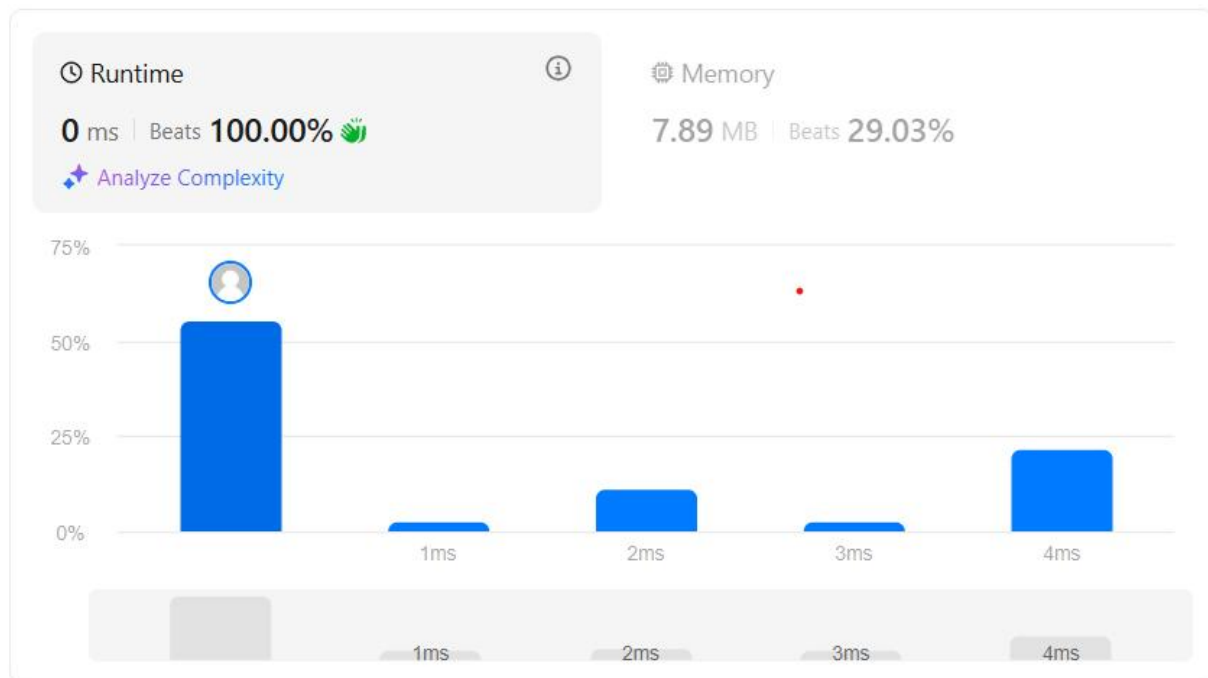 Runtime
0 ms Beats 100.00%
Analyze Complexity
Memory
7.89 MB Beats 29.03%
75%
50%
25%
0%
1ms 2ms 3ms 4ms
1ms 2ms 3ms 4ms